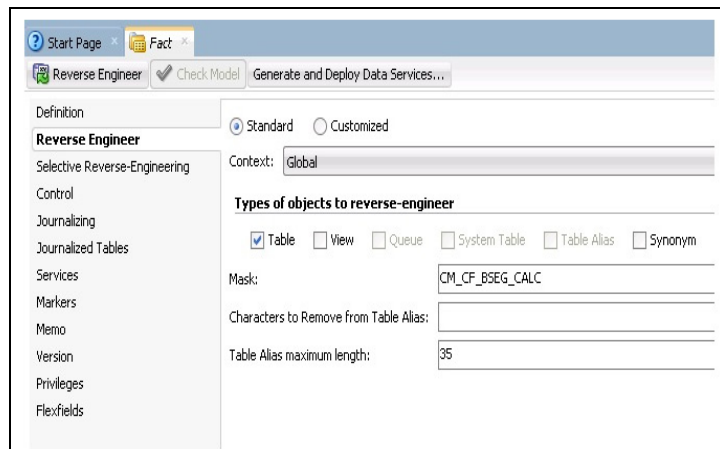 Start Page Fact
Reverse Engineer Check Model Generate and Deploy Data Services...
Definition
Reverse Engineer
Selective Reverse-Engineering
Control
Journalizing
Journalized Tables
Services
Markers
Memo
Version
Privileges
Flexfields
Standard Customized
Context: Global
Types of objects to reverse-engineer
Table View Queue System Table Table Alias Synonym
Mask: CM_CF_BSEG_CALC
Characters to Remove from Table Alias:
Table Alias maximum length: 35